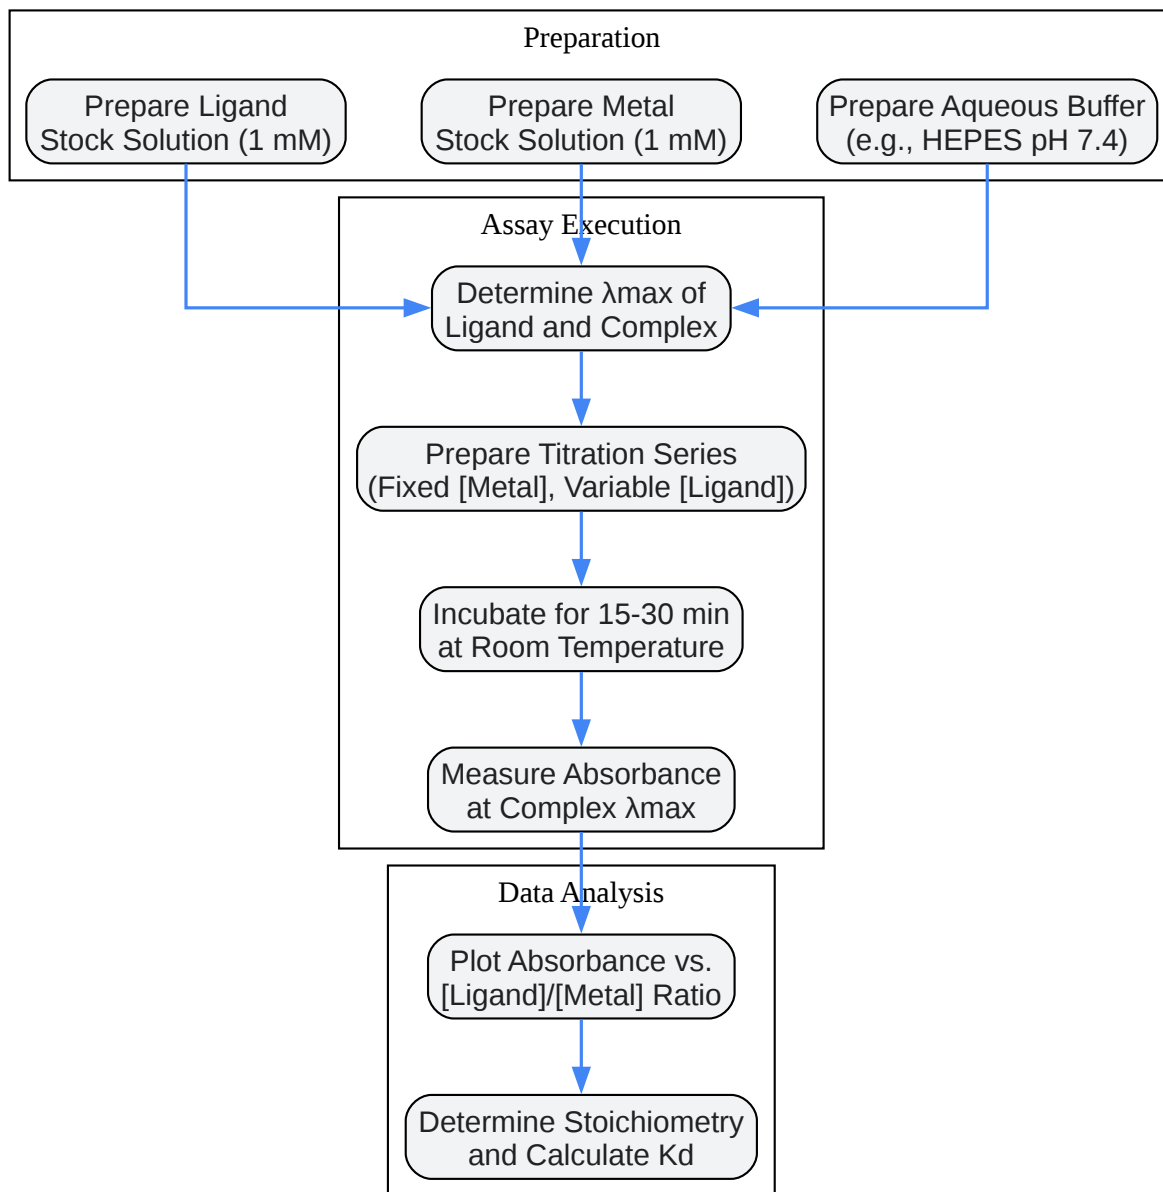 Preparation
Prepare Ligand
Stock Solution (1 mM)
Prepare Metal
Stock Solution (1 mM)
Prepare Aqueous Buffer
(e.g., HEPES pH 7.4)
Assay Execution
Determine λmax of
Ligand and Complex
Prepare Titration Series
(Fixed [Metal], Variable [Ligand])
Incubate for 15-30 min
at Room Temperature
Measure Absorbance
at Complex λmax
Data Analysis
Plot Absorbance vs.
[Ligand]/[Metal] Ratio
Determine Stoichiometry
and Calculate Kd